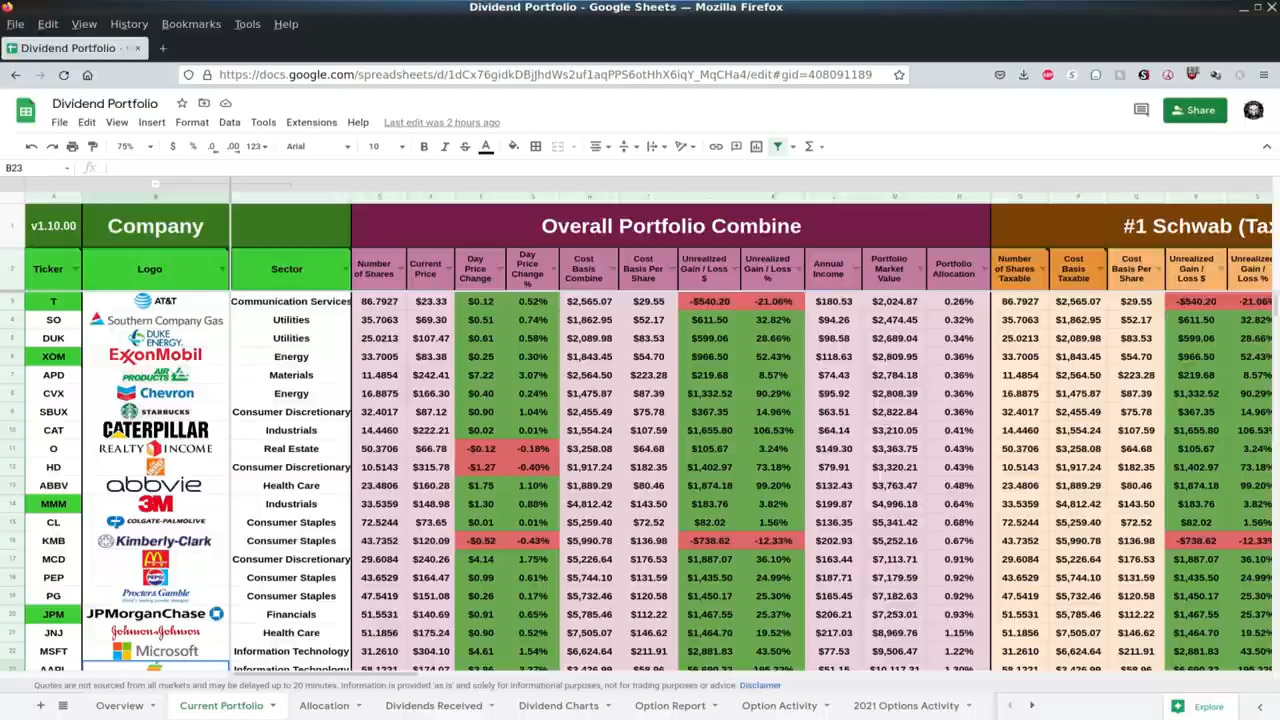 Dividend Portfolio - Google Sheets — Mozilla Firefox
File Edit View History Bookmarks Tools Help
Dividend Portfolio -
https://docs.google.com/spreadsheets/d/1dCx76gidkDBjJhdWs2uf1aqPPS6otHhX6iqY_MqCHa4/edit#gid=408091189
Dividend Portfolio
File Edit View Insert Format Data Tools Extensions Help Last edit was 2 hours ago
Share
75% $ % .0 .00 123 Arial 10 B I S A
B23 fx
v1.10.00 Company Overall Portfolio Combine #1 Schwab (Tax
Ticker Logo Sector Number of Shares Current Price Day Price Change Day Price Change % Cost Basis Combine Cost Basis Per Share Unrealized Gain / Loss $ Unrealized Gain / Loss % Annual Income Portfolio Market Value Portfolio Allocation Number of Shares Taxable Cost Basis Taxable Cost Basis Per Share Unrealized Gain / Loss $ Unrealized Gain / Loss %
T AT&T Communication Services 86.7927 $23.33 $0.12 0.52% $2,565.07 $29.55 -$540.20 -21.06% $180.53 $2,024.87 0.26% 86.7927 $2,565.07 $29.55 -$540.20 -21.06%
SO Southern Company Gas Utilities 35.7063 $69.30 $0.51 0.74% $1,862.95 $52.17 $611.50 32.82% $94.26 $2,474.45 0.32% 35.7063 $1,862.95 $52.17 $611.50 32.82%
DUK DUKE ENERGY. Utilities 25.0213 $107.47 $0.61 0.58% $2,089.98 $83.53 $599.06 28.66% $98.58 $2,689.04 0.34% 25.0213 $2,089.98 $83.53 $599.06 28.66%
XOM ExxonMobil Energy 33.7005 $83.38 $0.25 0.30% $1,843.45 $54.70 $966.50 52.43% $118.63 $2,809.95 0.36% 33.7005 $1,843.45 $54.70 $966.50 52.43%
APD AIR PRODUCTS Materials 11.4854 $242.41 $7.22 3.07% $2,564.50 $223.28 $219.68 8.57% $74.43 $2,784.18 0.36% 11.4854 $2,564.50 $223.28 $219.68 8.57%
CVX Chevron Energy 16.8875 $166.30 $0.40 0.24% $1,475.87 $87.39 $1,332.52 90.29% $95.92 $2,808.39 0.36% 16.8875 $1,475.87 $87.39 $1,332.52 90.29%
SBUX STARBUCKS Consumer Discretionary 32.4017 $87.12 $0.90 1.04% $2,455.49 $75.78 $367.35 14.96% $63.51 $2,822.84 0.36% 32.4017 $2,455.49 $75.78 $367.35 14.96%
CAT CATERPILLAR Industrials 14.4460 $222.21 $0.02 0.01% $1,554.24 $107.59 $1,655.80 106.53% $64.14 $3,210.05 0.41% 14.4460 $1,554.24 $107.59 $1,655.80 106.53%
O REALTY INCOME Real Estate 50.3706 $66.78 -$0.12 -0.18% $3,258.08 $64.68 $105.67 3.24% $149.30 $3,363.75 0.43% 50.3706 $3,258.08 $64.68 $105.67 3.24%
HD Consumer Discretionary 10.5143 $315.78 -$1.27 -0.40% $1,917.24 $182.35 $1,402.97 73.18% $79.91 $3,320.21 0.43% 10.5143 $1,917.24 $182.35 $1,402.97 73.18%
ABBV abbvie Health Care 23.4806 $160.28 $1.75 1.10% $1,889.29 $80.46 $1,874.18 99.20% $132.43 $3,763.47 0.48% 23.4806 $1,889.29 $80.46 $1,874.18 99.20%
MMM 3M Industrials 33.5359 $148.98 $1.30 0.88% $4,812.42 $143.50 $183.76 3.82% $199.87 $4,996.18 0.64% 33.5359 $4,812.42 $143.50 $183.76 3.82%
CL COLGATE-PALMOLIVE Consumer Staples 72.5244 $73.65 $0.01 0.01% $5,259.40 $72.52 $82.02 1.56% $136.35 $5,341.42 0.68% 72.5244 $5,259.40 $72.52 $82.02 1.56%
KMB Kimberly-Clark Consumer Staples 43.7352 $120.09 -$0.52 -0.43% $5,990.78 $136.98 -$738.62 -12.33% $202.93 $5,252.16 0.67% 43.7352 $5,990.78 $136.98 -$738.62 -12.33%
MCD Consumer Discretionary 29.6084 $240.26 $4.14 1.75% $5,226.64 $176.53 $1,887.07 36.10% $163.44 $7,113.71 0.91% 29.6084 $5,226.64 $176.53 $1,887.07 36.10%
PEP PEPSI Consumer Staples 43.6529 $164.47 $0.99 0.61% $5,744.10 $131.59 $1,435.50 24.99% $187.71 $7,179.59 0.92% 43.6529 $5,744.10 $131.59 $1,435.50 24.99%
PG Procter&Gamble Consumer Staples 47.5419 $151.08 $0.26 0.17% $5,732.46 $120.58 $1,450.17 25.30% $165.45 $7,182.63 0.92% 47.5419 $5,732.46 $120.58 $1,450.17 25.30%
JPM JPMorganChase Financials 51.5531 $140.69 $0.91 0.65% $5,785.46 $112.22 $1,467.55 25.37% $206.21 $7,253.01 0.93% 51.5531 $5,785.46 $112.22 $1,467.55 25.37%
JNJ Johnson&Johnson Health Care 51.1856 $175.24 $0.90 0.52% $7,505.07 $146.62 $1,464.70 19.52% $217.03 $8,969.76 1.15% 51.1856 $7,505.07 $146.62 $1,464.70 19.52%
MSFT Microsoft Information Technology 31.2610 $304.10 $4.61 1.54% $6,624.64 $211.91 $2,881.83 43.50% $77.53 $9,506.47 1.22% 31.2610 $6,624.64 $211.91 $2,881.83 43.50%
AAPL Information Technology
Quotes are not sourced from all markets and may be delayed up to 20 minutes. Information is provided 'as is' and solely for informational purposes, not for trading purposes or advice. Disclaimer
Overview Current Portfolio Allocation Dividends Received Dividend Charts Option Report Option Activity 2021 Options Activity Explore